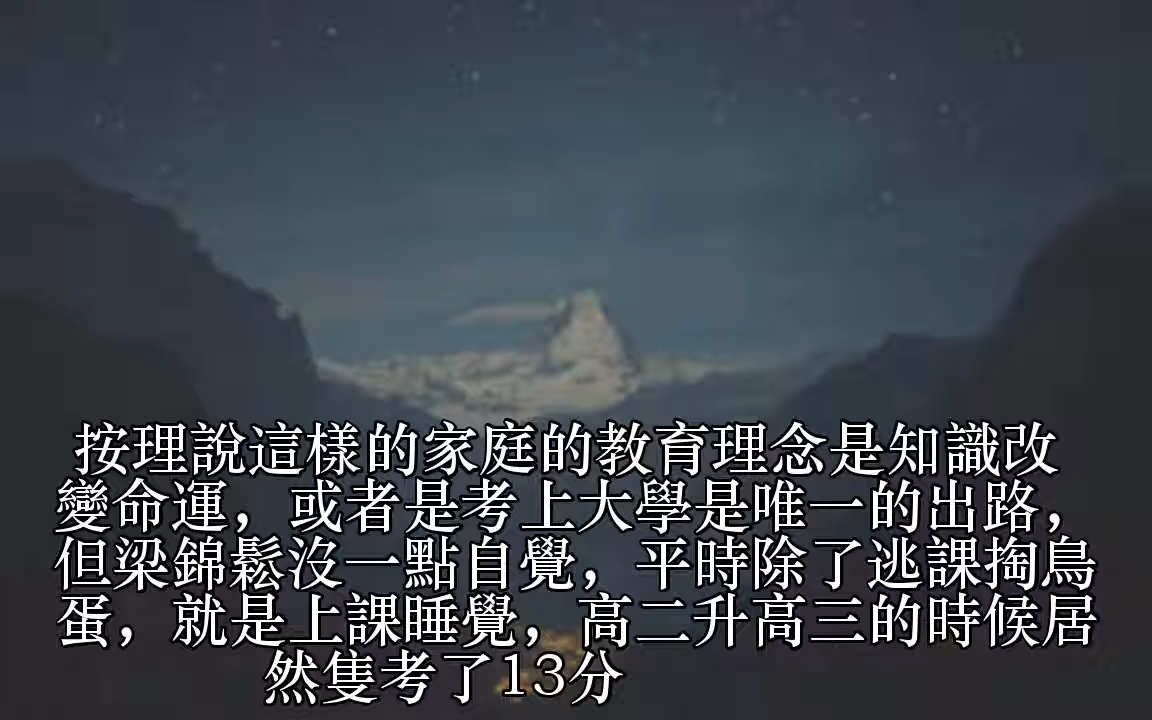 按理說這樣的家庭的教育理念是知識改
變命運，或者是考上大學是唯一的出路，
但梁錦鬆沒一點自覺，平時除了逃課掏鳥
蛋，就是上課睡覺，高二升高三的時候居
然隻考了13分